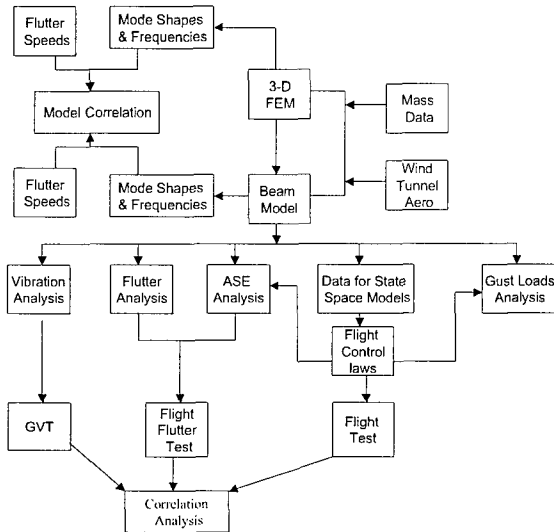 Flutter
Speeds
Mode Shapes
& Frequencies
3-D
FEM
Mass
Data
Model Correlation
Flutter
Speeds
Mode Shapes
& Frequencies
Beam
Model
Wind
Tunnel
Aero
Vibration
Analysis
Flutter
Analysis
ASE
Analysis
Data for State
Space Models
Gust Loads
Analysis
Flight
Control
laws
GVT
Flight
Flutter
Test
Flight
Test
Correlation
Analysis